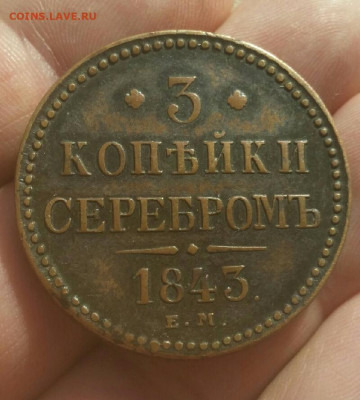 COINS.LAVE.RU
3
КОПѢЙКИ
СЕРЕБРОМЪ
1843.
Е.М.